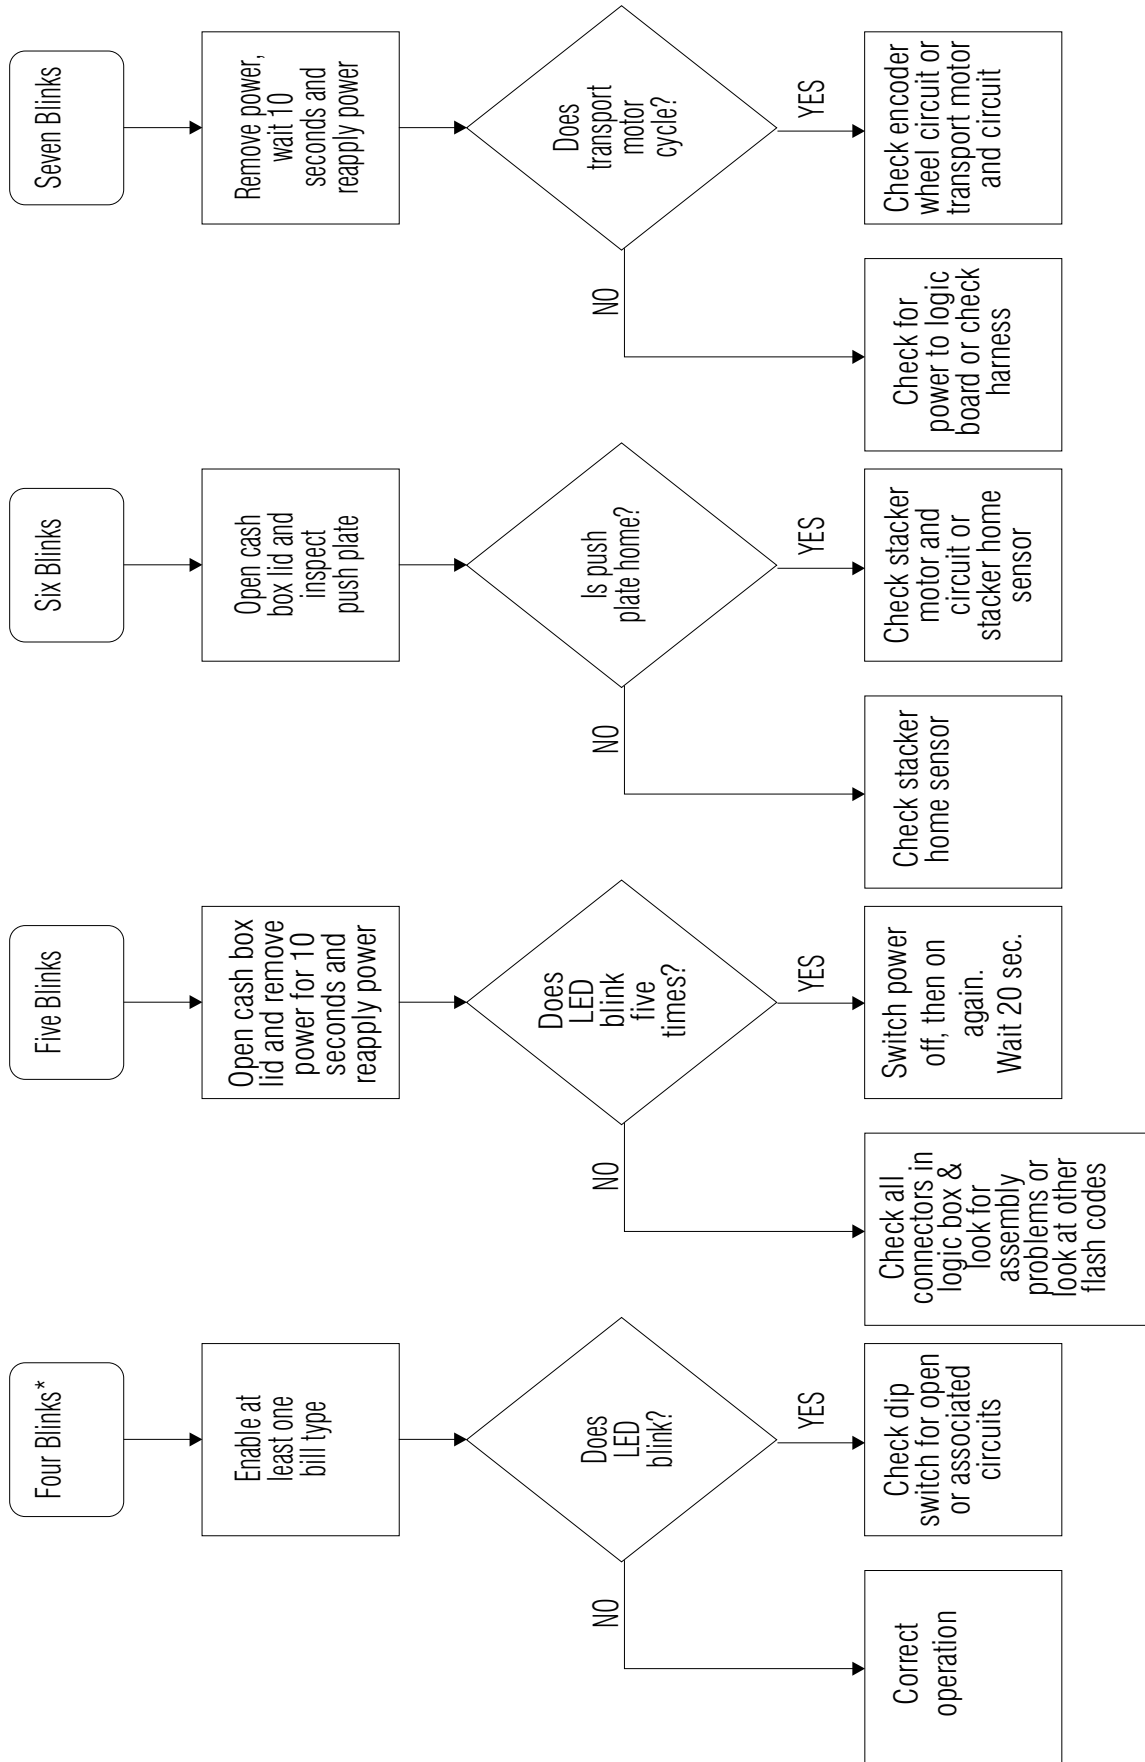 Four Blinks*
Enable at
least one
bill type
Does
LED
blink?
NO
YES
Correct
operation
Check dip
switch for open
or associated
circuits
Five Blinks
Open cash box
lid and remove
power for 10
seconds and
reapply power
Does
LED
blink
five
times?
NO
YES
Check all
connectors in
logic box &
look for
assembly
problems or
look at other
flash codes
Switch power
off, then on
again.
Wait 20 sec.
Six Blinks
Open cash
box lid and
inspect
push plate
Is push
plate home?
NO
YES
Check stacker
home sensor
Check stacker
motor and
circuit or
stacker home
sensor
Seven Blinks
Remove power,
wait 10
seconds and
reapply power
Does
transport
motor
cycle?
NO
YES
Check for
power to logic
board or check
harness
Check encoder
wheel circuit or
transport motor
and circuit